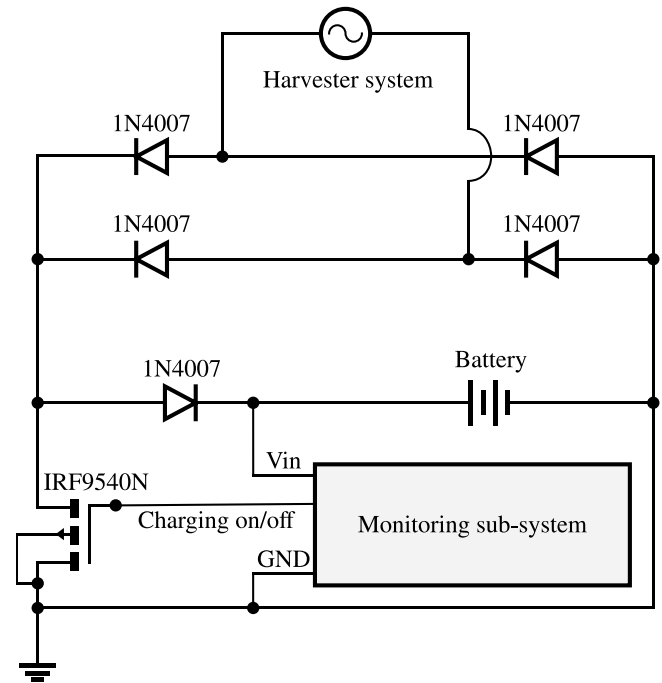 Harvester system
1N4007
1N4007
1N4007
1N4007
1N4007
Battery
Vin
IRF9540N
Charging on/off
Monitoring sub-system
GND